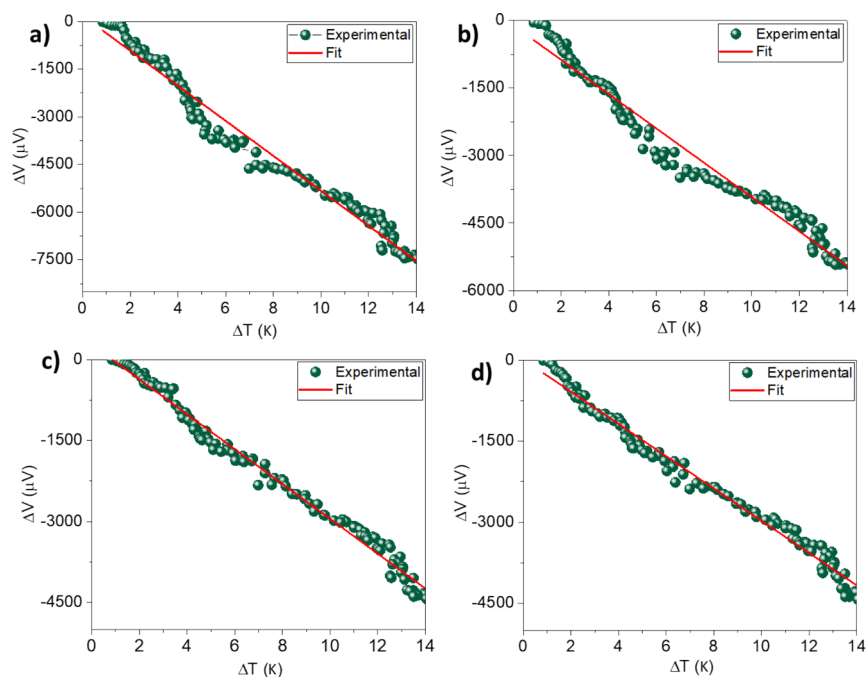 a)
Experimental
Fit
0
-1500
-3000
-4500
-6000
-7500
ΔV (μV)
0 2 4 6 8 10 12 14
ΔT (K)
b)
Experimental
Fit
0
-1500
-3000
-4500
-6000
ΔV (μV)
0 2 4 6 8 10 12 14
ΔT (K)
c)
Experimental
Fit
0
-1500
-3000
-4500
ΔV (μV)
0 2 4 6 8 10 12 14
ΔT (K)
d)
Experimental
Fit
0
-1500
-3000
-4500
ΔV (μV)
0 2 4 6 8 10 12 14
ΔT (K)